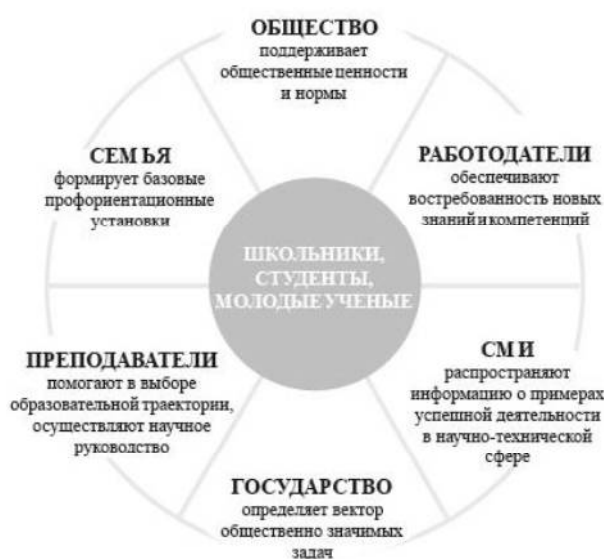 ОБЩЕСТВО
поддерживает
общественные ценности
и нормы
СЕМЬЯ
формирует базовые
профориентационные
установки
РАБОТОДАТЕЛИ
обеспечивают
востребованность новых
знаний и компетенций
ШКОЛЬНИКИ,
СТУДЕНТЫ,
МОЛОДЫЕ УЧЕНЫЕ
ПРЕПОДАВАТЕЛИ
помогают в выборе
образовательной траектории,
осуществляют научное
руководство
СМИ
распространяют
информацию о примерах
успешной деятельности
в научно-технической
сфере
ГОСУДАРСТВО
определяет вектор
общественно значимых
задач